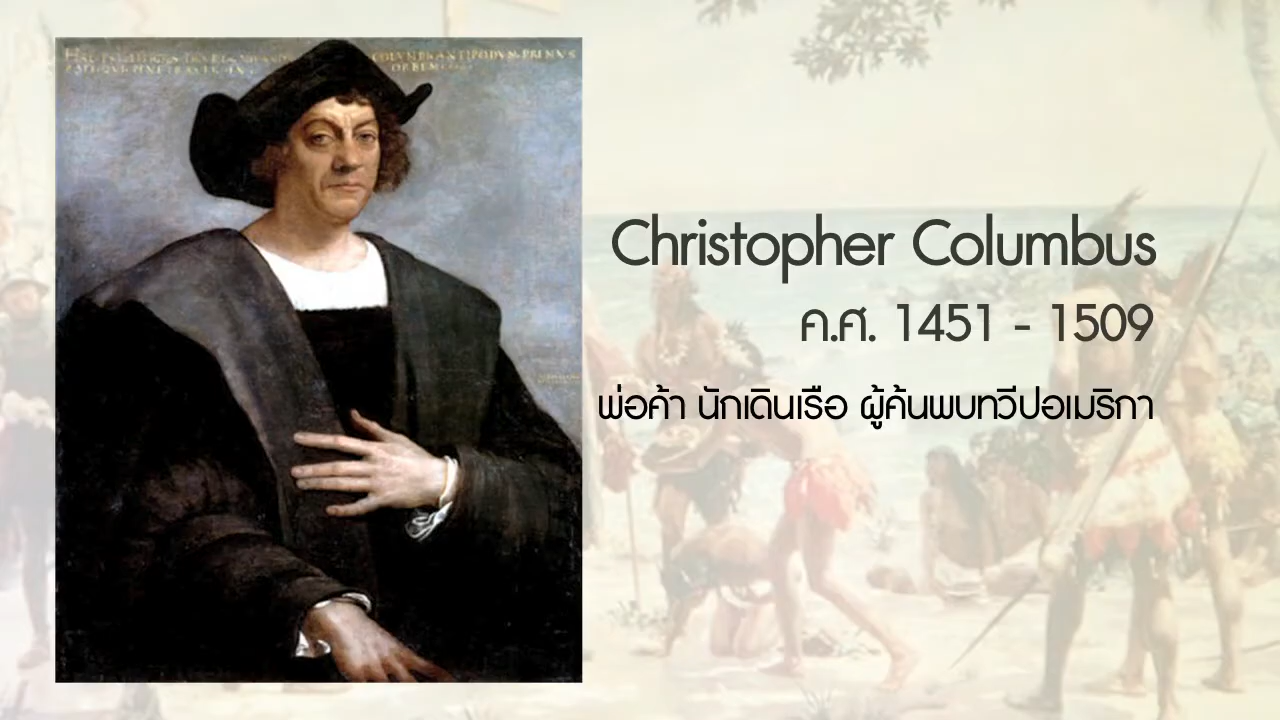 Christopher Columbus
ค.ศ. 1451 - 1509
พ่อค้า นักเดินเรือ ผู้ค้นพบทวีปอเมริกา